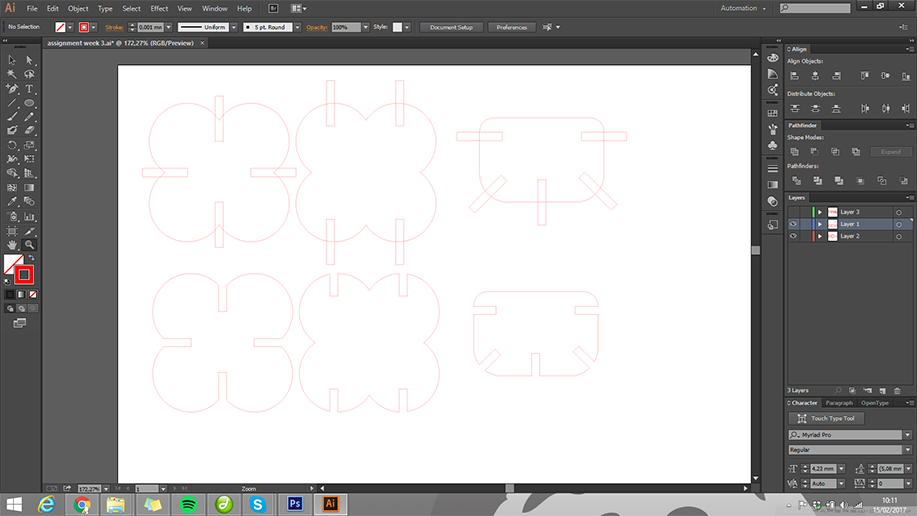 Ai File Edit Object Type Select Effect View Window Help Br Automation
No Selection Stroke: 0,001 mm Uniform 5 pt. Round Opacity: 100% Style: Document Setup Preferences
assignment week 3.ai* @ 172,27% (RGB/Preview) ×
Align
Align Objects:
Distribute Objects:
Pathfinder
Shape Modes:
Expand
Pathfinders:
Layers
Layer 3
Layer 1
Layer 2
3 Layers
Character Paragraph OpenType
Touch Type Tool
Myriad Pro
Regular
4,23 mm (5,08 mm
Auto 0
172,27% 1 Zoom
Ps Ai
10:11
15/02/2017